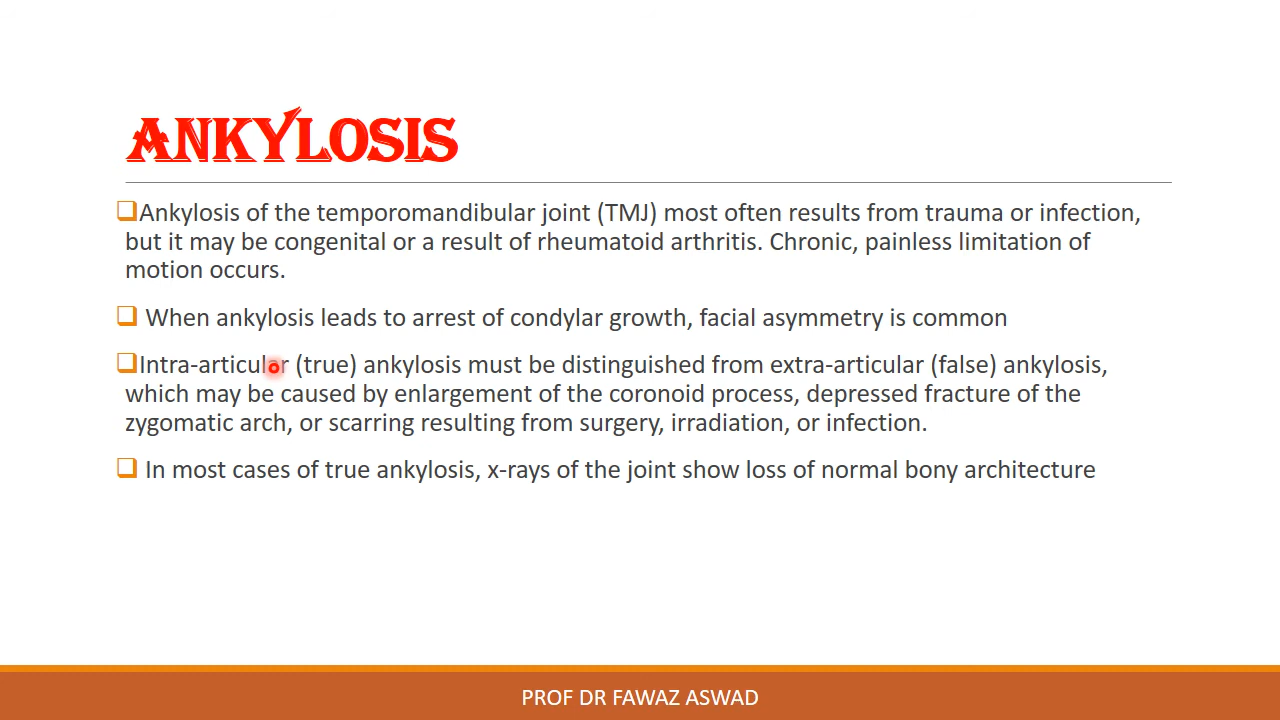 ANKYLOSIS
Ankylosis of the temporomandibular joint (TMJ) most often results from trauma or infection,
but it may be congenital or a result of rheumatoid arthritis. Chronic, painless limitation of
motion occurs.
When ankylosis leads to arrest of condylar growth, facial asymmetry is common
Intra-articular (true) ankylosis must be distinguished from extra-articular (false) ankylosis,
which may be caused by enlargement of the coronoid process, depressed fracture of the
zygomatic arch, or scarring resulting from surgery, irradiation, or infection.
In most cases of true ankylosis, x-rays of the joint show loss of normal bony architecture
PROF DR FAWAZ ASWAD